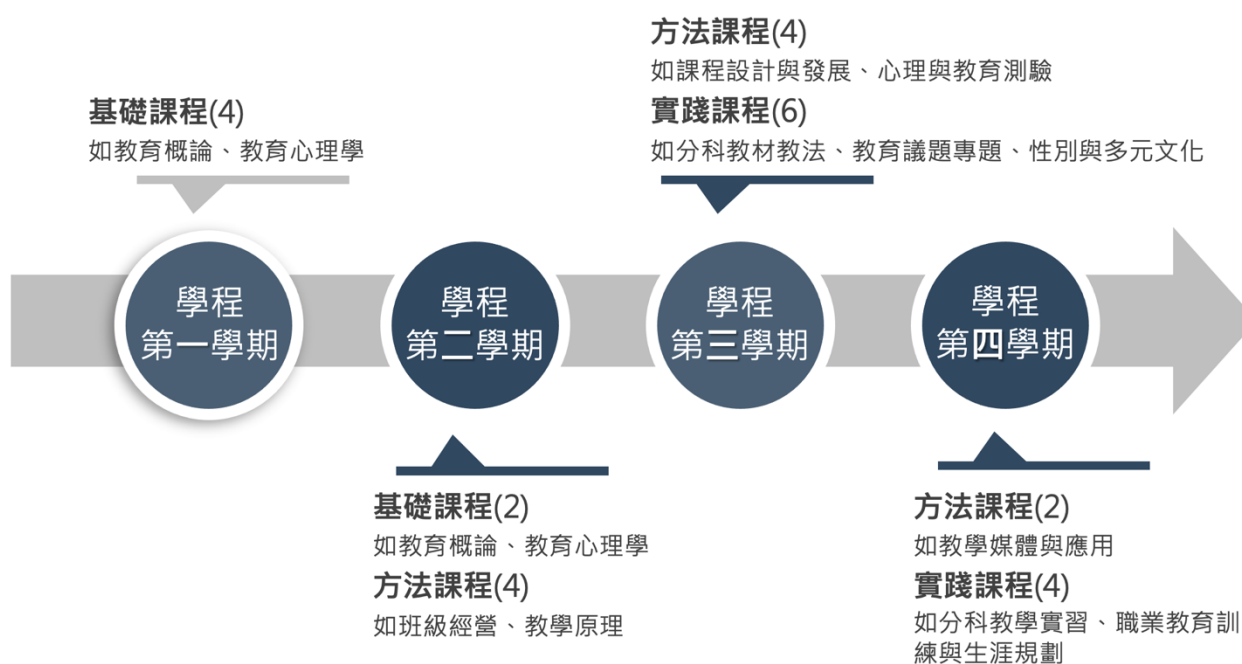 方法課程(4)
如課程設計與發展、心理與教育測驗
基礎課程(4)
如教育概論、教育心理學
實踐課程(6)
如分科教材教法、教育議題專題、性別與多元文化
學程
第一學期
學程
第二學期
學程
第三學期
學程
第四學期
基礎課程(2)
如教育概論、教育心理學
方法課程(4)
如班級經營、教學原理
方法課程(2)
如教學媒體與應用
實踐課程(4)
如分科教學實習、職業教育訓
練與生涯規劃